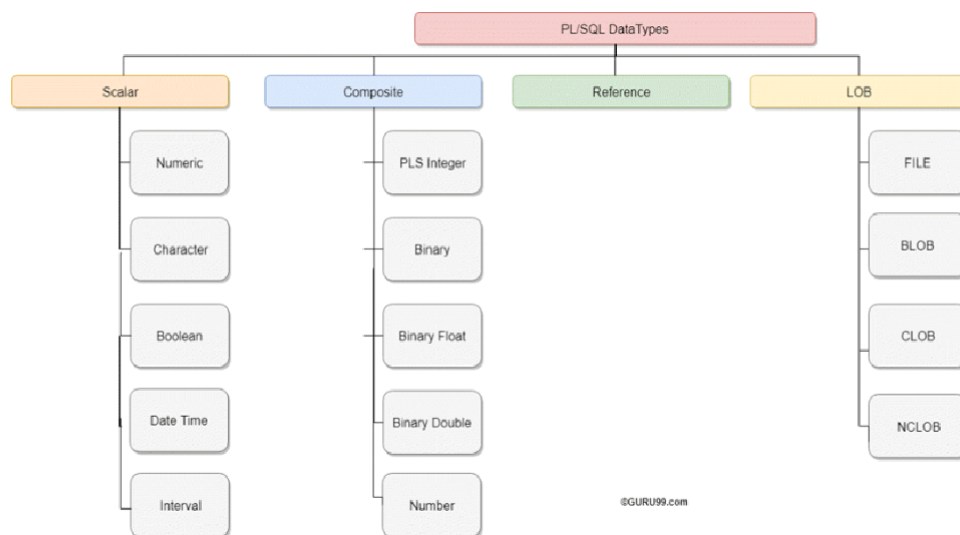 PL/SQL DataTypes
Scalar
Composite
Reference
LOB
Numeric
Character
Boolean
Date Time
Interval
PLS Integer
Binary
Binary Float
Binary Double
Number
FILE
BLOB
CLOB
NCLOB
©GURU99.com